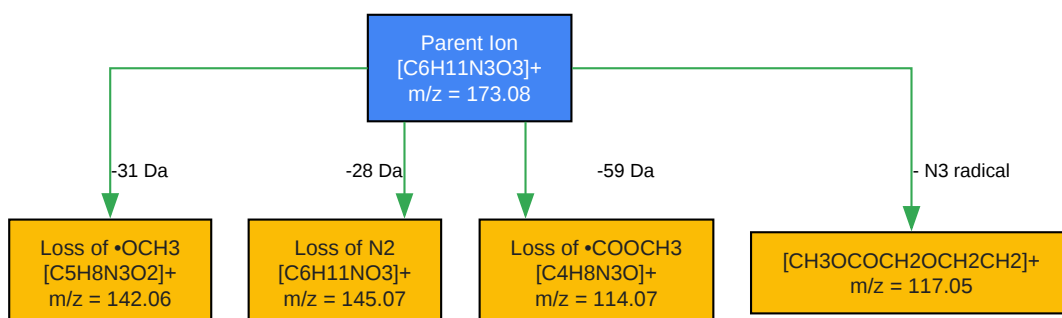 Parent Ion
[C6H11N3O3]+
m/z = 173.08
-31 Da
-28 Da
-59 Da
- N3 radical
Loss of •OCH3
[C5H8N3O2]+
m/z = 142.06
Loss of N2
[C6H11NO3]+
m/z = 145.07
Loss of •COOCH3
[C4H8N3O]+
m/z = 114.07
[CH3OCOCH2OCH2CH2]+
m/z = 117.05